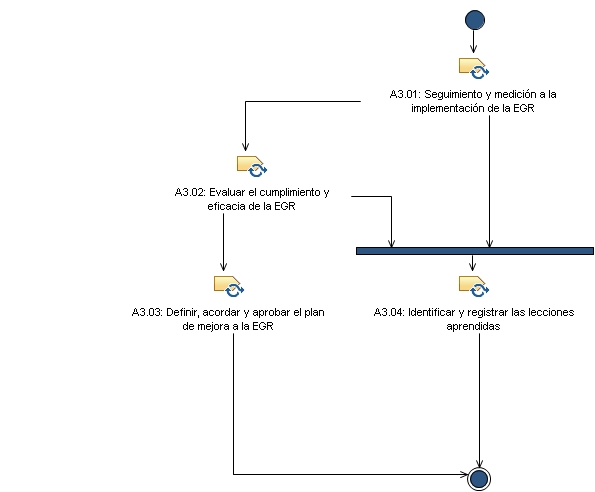 A3.01: Seguimiento y medición a la
implementación de la EGR
A3.02: Evaluar el cumplimiento y
eficacia de la EGR
A3.03: Definir, acordar y aprobar el plan
de mejora a la EGR
A3.04: Identificar y registrar las lecciones
aprendidas